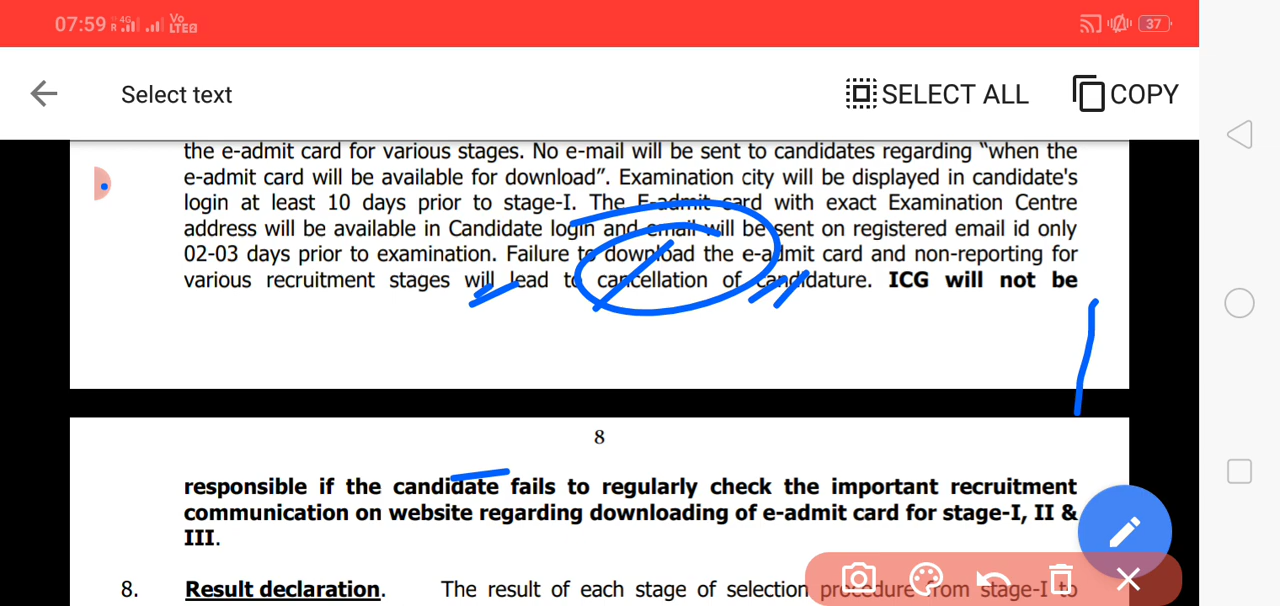 07:59 R 4G Vo LTE2 37
Select text SELECT ALL COPY
the e-admit card for various stages. No e-mail will be sent to candidates regarding “when the
e-admit card will be available for download”. Examination city will be displayed in candidate's
login at least 10 days prior to stage-I. The E-admit card with exact Examination Centre
address will be available in Candidate login and email will be sent on registered email id only
02-03 days prior to examination. Failure to download the e-admit card and non-reporting for
various recruitment stages will lead to cancellation of candidature. ICG will not be
8
responsible if the candidate fails to regularly check the important recruitment
communication on website regarding downloading of e-admit card for stage-I, II &
III.
8. Result declaration. The result of each stage of selection procedure from stage-I to